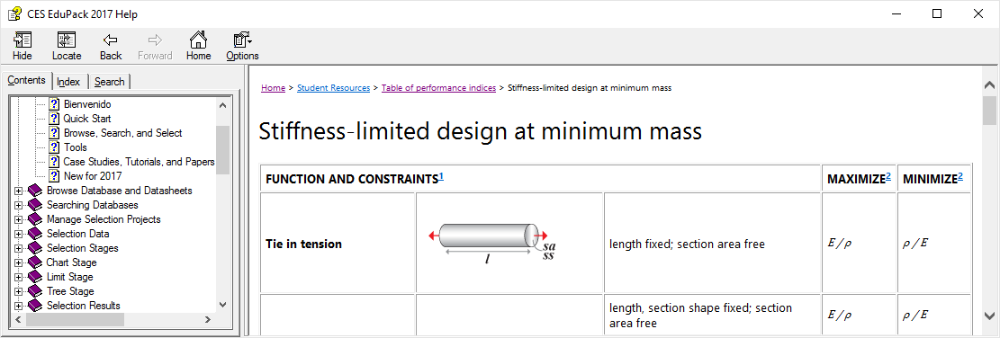 CES EduPack 2017 Help
Hide Locate Back Forward Home Options
Contents Index Search
Bienvenido
Quick Start
Browse, Search, and Select
Tools
Case Studies, Tutorials, and Papers
New for 2017
Browse Database and Datasheets
Searching Databases
Manage Selection Projects
Selection Data
Selection Stages
Chart Stage
Limit Stage
Tree Stage
Selection Results
Home > Student Resources > Table of performance indices > Stiffness-limited design at minimum mass
Stiffness-limited design at minimum mass
FUNCTION AND CONSTRAINTS1 MAXIMIZE2 MINIMIZE2
Tie in tension
l
sa
ss
length fixed; section area free
E / ρ
ρ / E
length, section shape fixed; section
area free
E / ρ
ρ / E